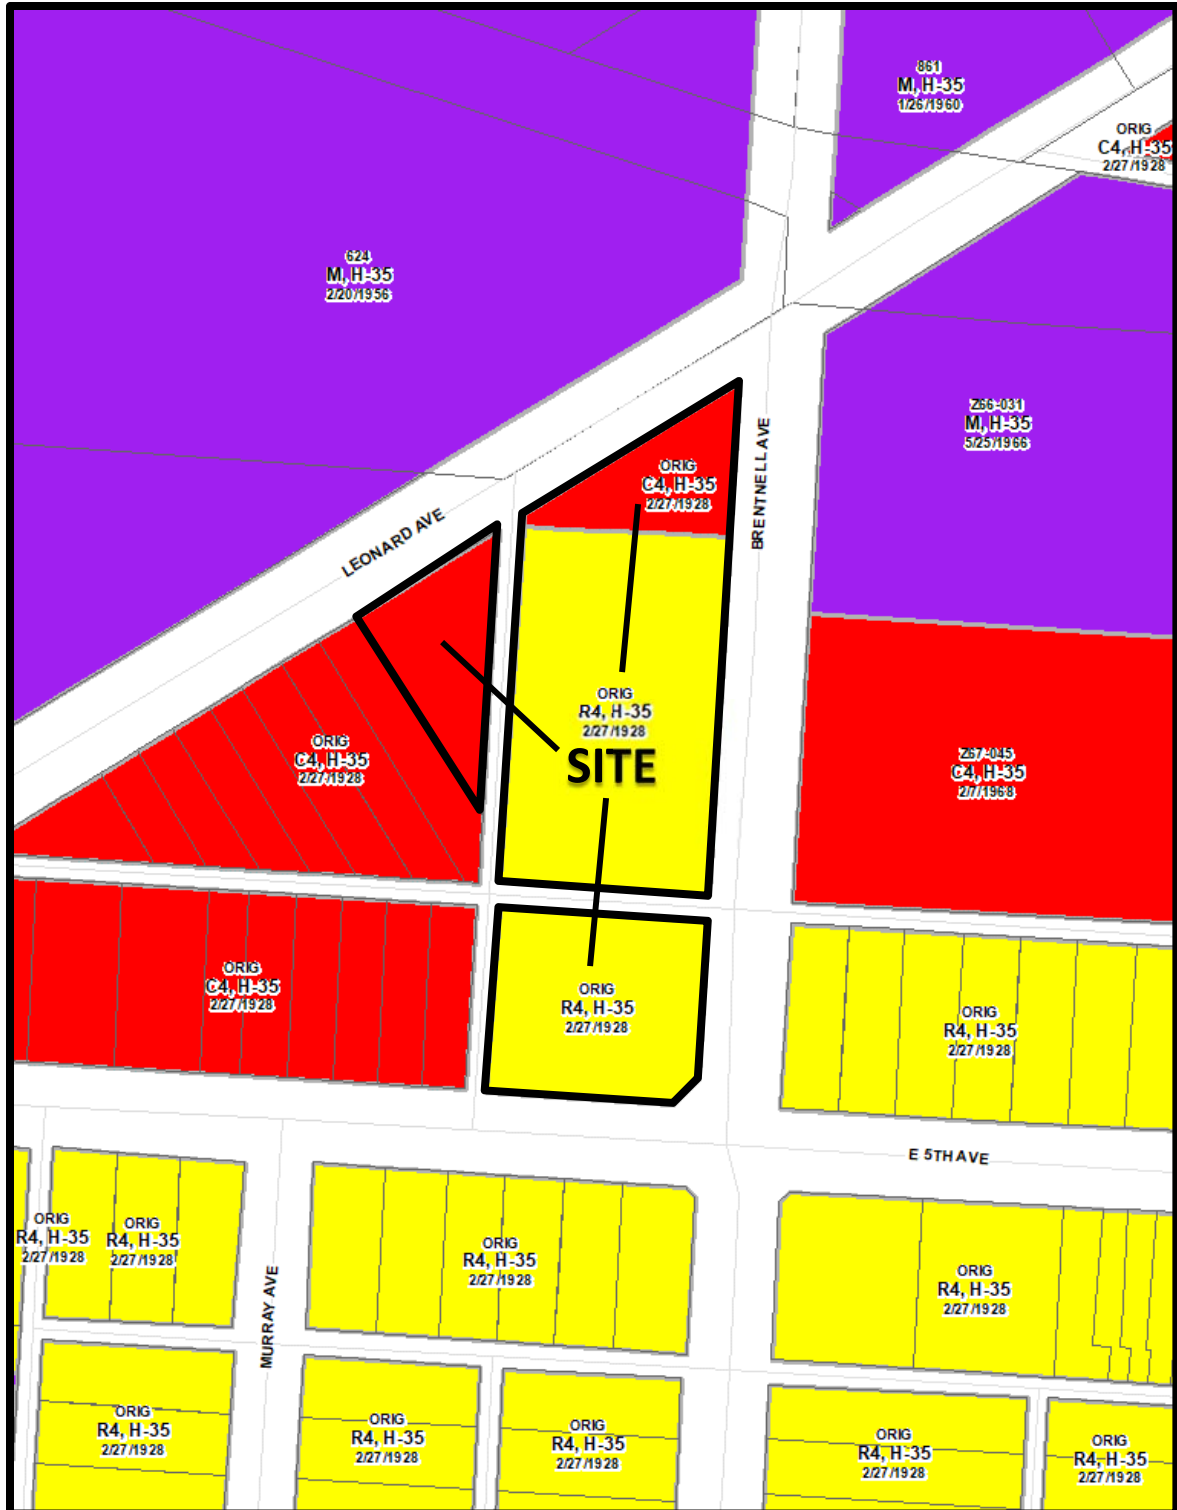 861
M, H-35
1/26/1960
ORIG
C4, H-35
2/27/1928
624
M, H-35
2/20/1956
Z66-031
M, H-35
5/25/1966
ORIG
C4, H-35
2/27/1928
BRENTNELL AVE
LEONARD AVE
ORIG
R4, H-35
2/27/1928
SITE
ORIG
C4, H-35
2/27/1928
Z67-045
C4, H-35
2/7/1968
ORIG
C4, H-35
2/27/1928
ORIG
R4, H-35
2/27/1928
ORIG
R4, H-35
2/27/1928
E 5TH AVE
ORIG
R4, H-35
2/27/1928
ORIG
R4, H-35
2/27/1928
ORIG
R4, H-35
2/27/1928
ORIG
R4, H-35
2/27/1928
MURRAY AVE
ORIG
R4, H-35
2/27/1928
ORIG
R4, H-35
2/27/1928
ORIG
R4, H-35
2/27/1928
ORIG
R4, H-35
2/27/1928
ORIG
R4, H-35
2/27/1928